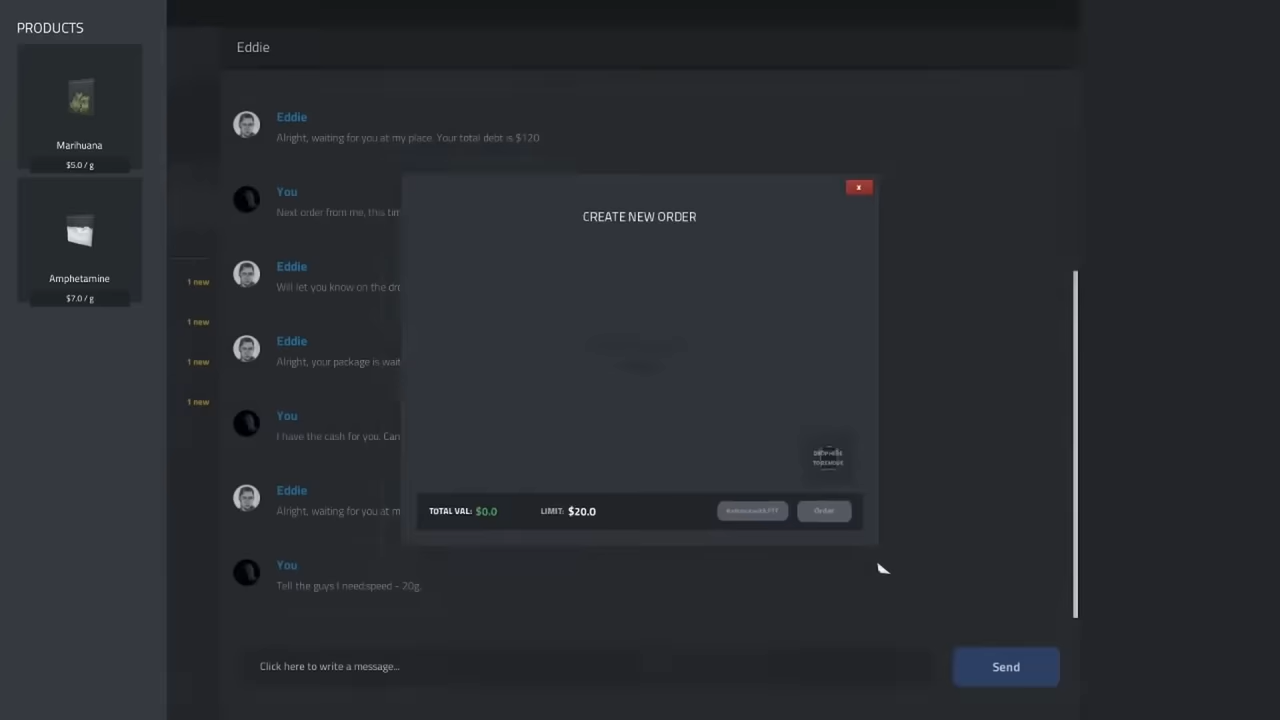 PRODUCTS
Marihuana
$5.0 / g
Amphetamine
$7.0 / g
1 new
1 new
1 new
1 new
Eddie
Eddie
Alright, waiting for you at my place. Your total debt is $120
You
Next order from me, this tim
Eddie
Will let you know on the dro
Eddie
Alright, your package is wait
You
I have the cash for you. Can
Eddie
Alright, waiting for you at m
You
Tell the guys I need speed - 20g.
x
CREATE NEW ORDER
TOTAL VAL: $0.0
LIMIT: $20.0
Order
Click here to write a message...
Send